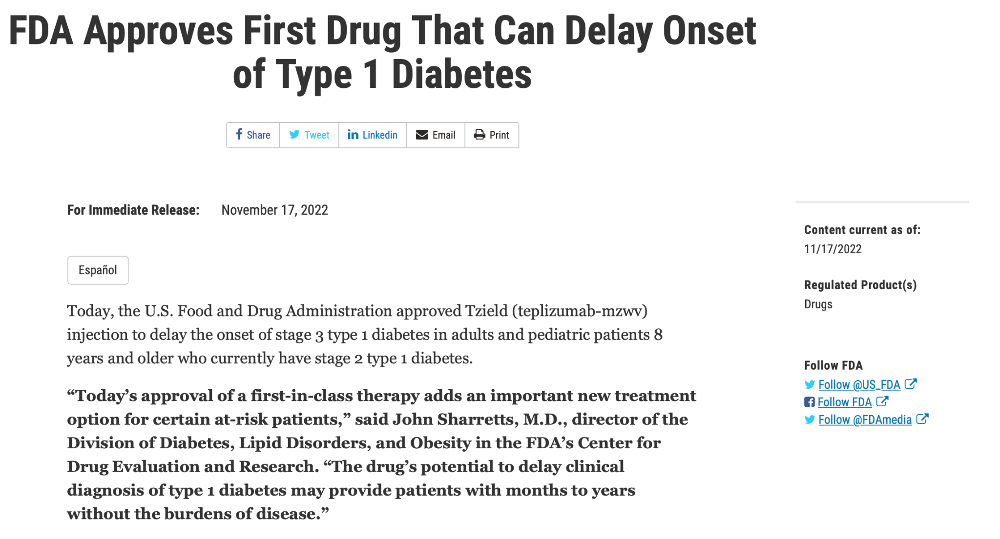 FDA Approves First Drug That Can Delay Onset
of Type 1 Diabetes
Share Tweet Linkedin Email Print
For Immediate Release: November 17, 2022
Español
Today, the U.S. Food and Drug Administration approved Tzield (teplizumab-mzwv)
injection to delay the onset of stage 3 type 1 diabetes in adults and pediatric patients 8
years and older who currently have stage 2 type 1 diabetes.
“Today’s approval of a first-in-class therapy adds an important new treatment
option for certain at-risk patients,” said John Sharretts, M.D., director of the
Division of Diabetes, Lipid Disorders, and Obesity in the FDA’s Center for
Drug Evaluation and Research. “The drug’s potential to delay clinical
diagnosis of type 1 diabetes may provide patients with months to years
without the burdens of disease.”
Content current as of:
11/17/2022
Regulated Product(s)
Drugs
Follow FDA
Follow @US_FDA
Follow FDA
Follow @FDAmedia